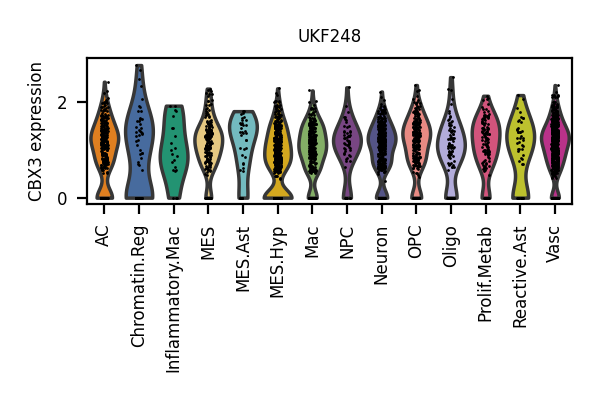 UKF248
CBX3 expression
2
0
AC
Chromatin.Reg
Inflammatory.Mac
MES
MES.Ast
MES.Hyp
Mac
NPC
Neuron
OPC
Oligo
Prolif.Metab
Reactive.Ast
Vasc